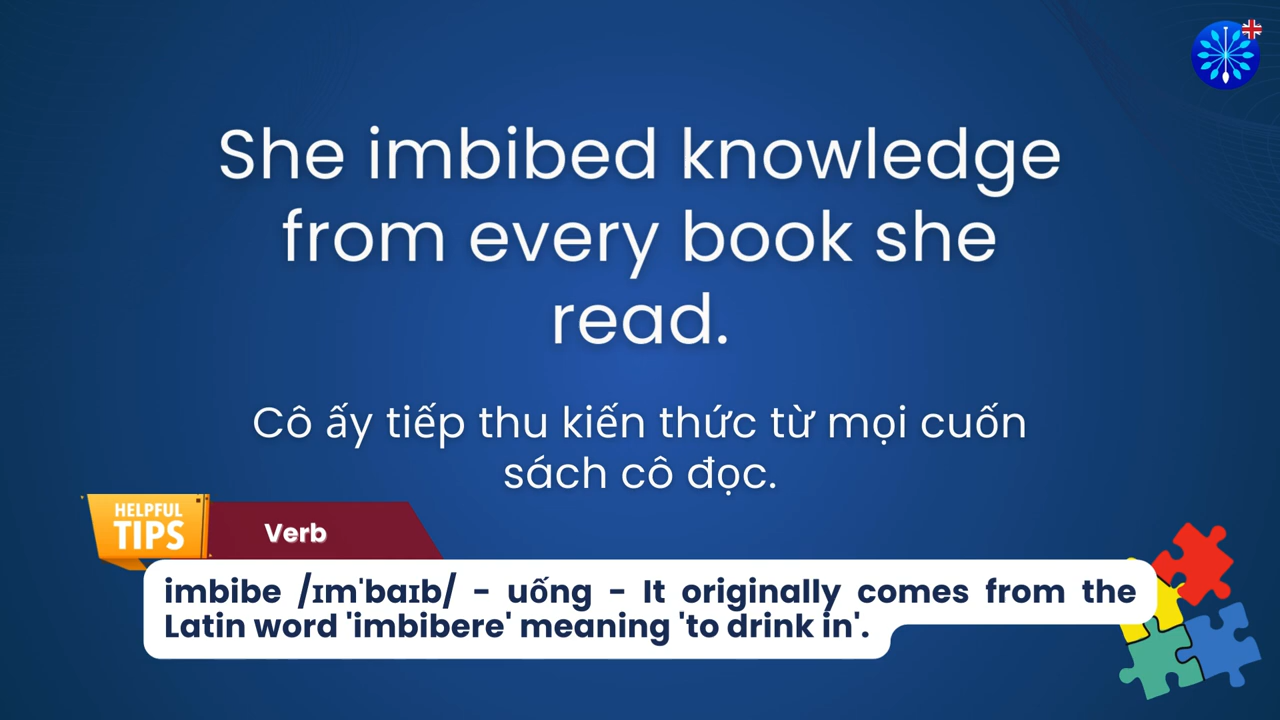 She imbibed knowledge
from every book she
read.
Cô ấy tiếp thu kiến thức từ mọi cuốn
sách cô đọc.
HELPFUL
TIPS
Verb
imbibe /ɪmˈbaɪb/ - uống - It originally comes from the
Latin word 'imbibere' meaning 'to drink in'.